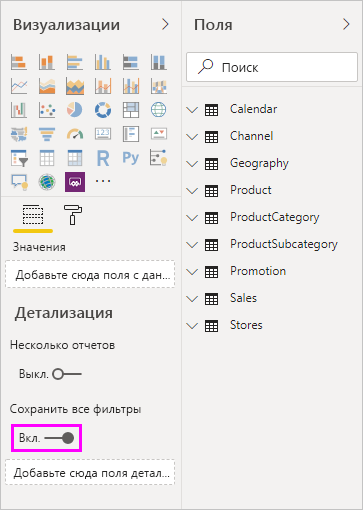 Визуализации
Значения
Добавьте сюда поля с дан...
Детализация
Несколько отчетов
Выкл.
Сохранить все фильтры
Вкл.
Добавьте сюда поля детал...
Поля
Поиск
Calendar
Channel
Geography
Product
ProductCategory
ProductSubcategory
Promotion
Sales
Stores
R
Py
123